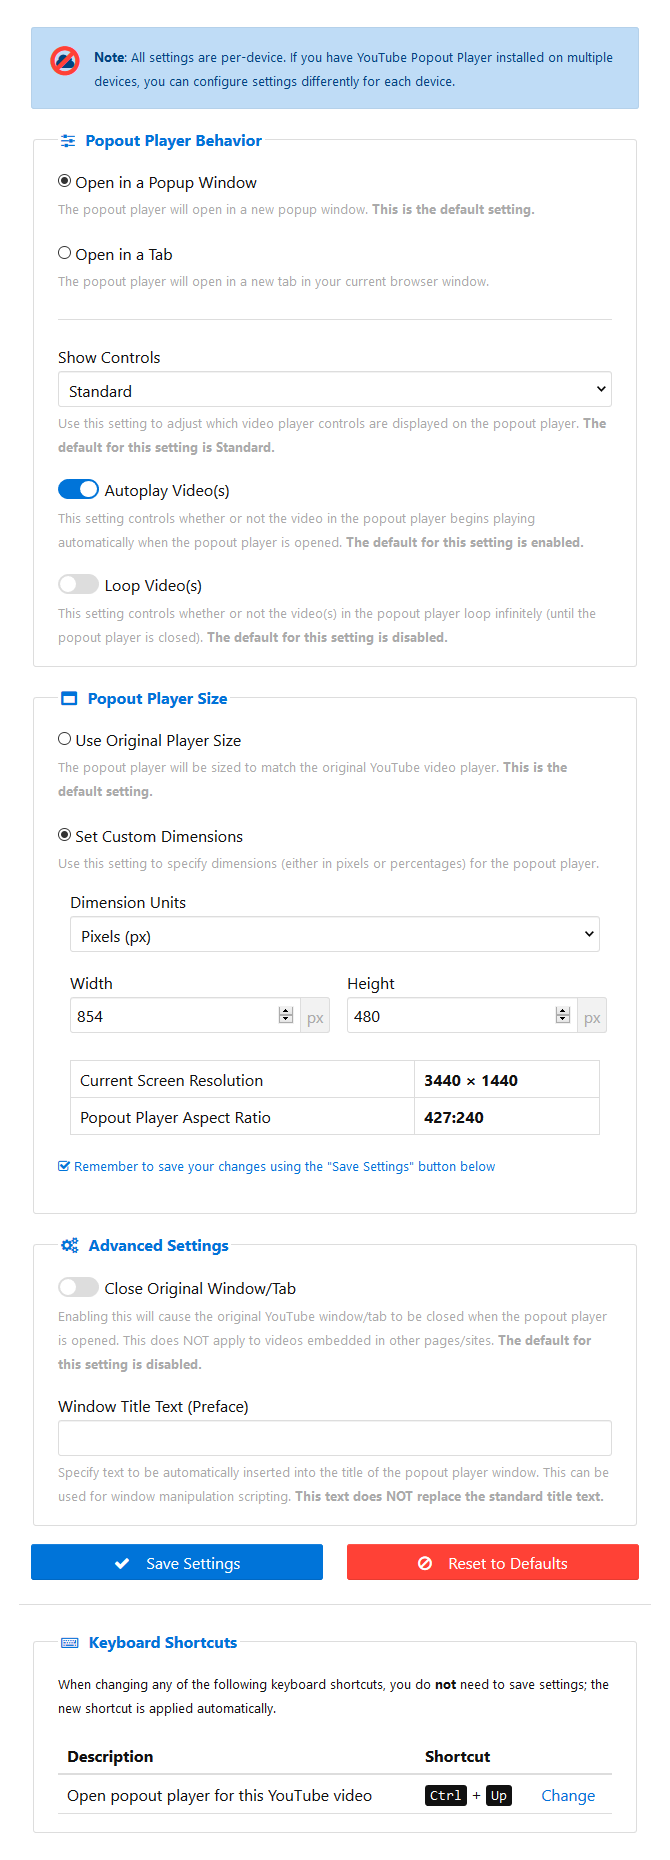 Note: All settings are per-device. If you have YouTube Popout Player installed on multiple
devices, you can configure settings differently for each device.
Popout Player Behavior
Open in a Popup Window
The popout player will open in a new popup window. This is the default setting.
Open in a Tab
The popout player will open in a new tab in your current browser window.
Show Controls
Standard
Use this setting to adjust which video player controls are displayed on the popout player. The
default for this setting is Standard.
Autoplay Video(s)
This setting controls whether or not the video in the popout player begins playing
automatically when the popout player is opened. The default for this setting is enabled.
Loop Video(s)
This setting controls whether or not the video(s) in the popout player loop infinitely (until the
popout player is closed). The default for this setting is disabled.
Popout Player Size
Use Original Player Size
The popout player will be sized to match the original YouTube video player. This is the
default setting.
Set Custom Dimensions
Use this setting to specify dimensions (either in pixels or percentages) for the popout player.
Dimension Units
Pixels (px)
Width Height
854 px 480 px
Current Screen Resolution 3440 × 1440
Popout Player Aspect Ratio 427:240
Remember to save your changes using the "Save Settings" button below
Advanced Settings
Close Original Window/Tab
Enabling this will cause the original YouTube window/tab to be closed when the popout player
is opened. This does NOT apply to videos embedded in other pages/sites. The default for
this setting is disabled.
Window Title Text (Preface)
Specify text to be automatically inserted into the title of the popout player window. This can be
used for window manipulation scripting. This text does NOT replace the standard title text.
Save Settings Reset to Defaults
Keyboard Shortcuts
When changing any of the following keyboard shortcuts, you do not need to save settings; the
new shortcut is applied automatically.
Description Shortcut
Open popout player for this YouTube video Ctrl + Up Change